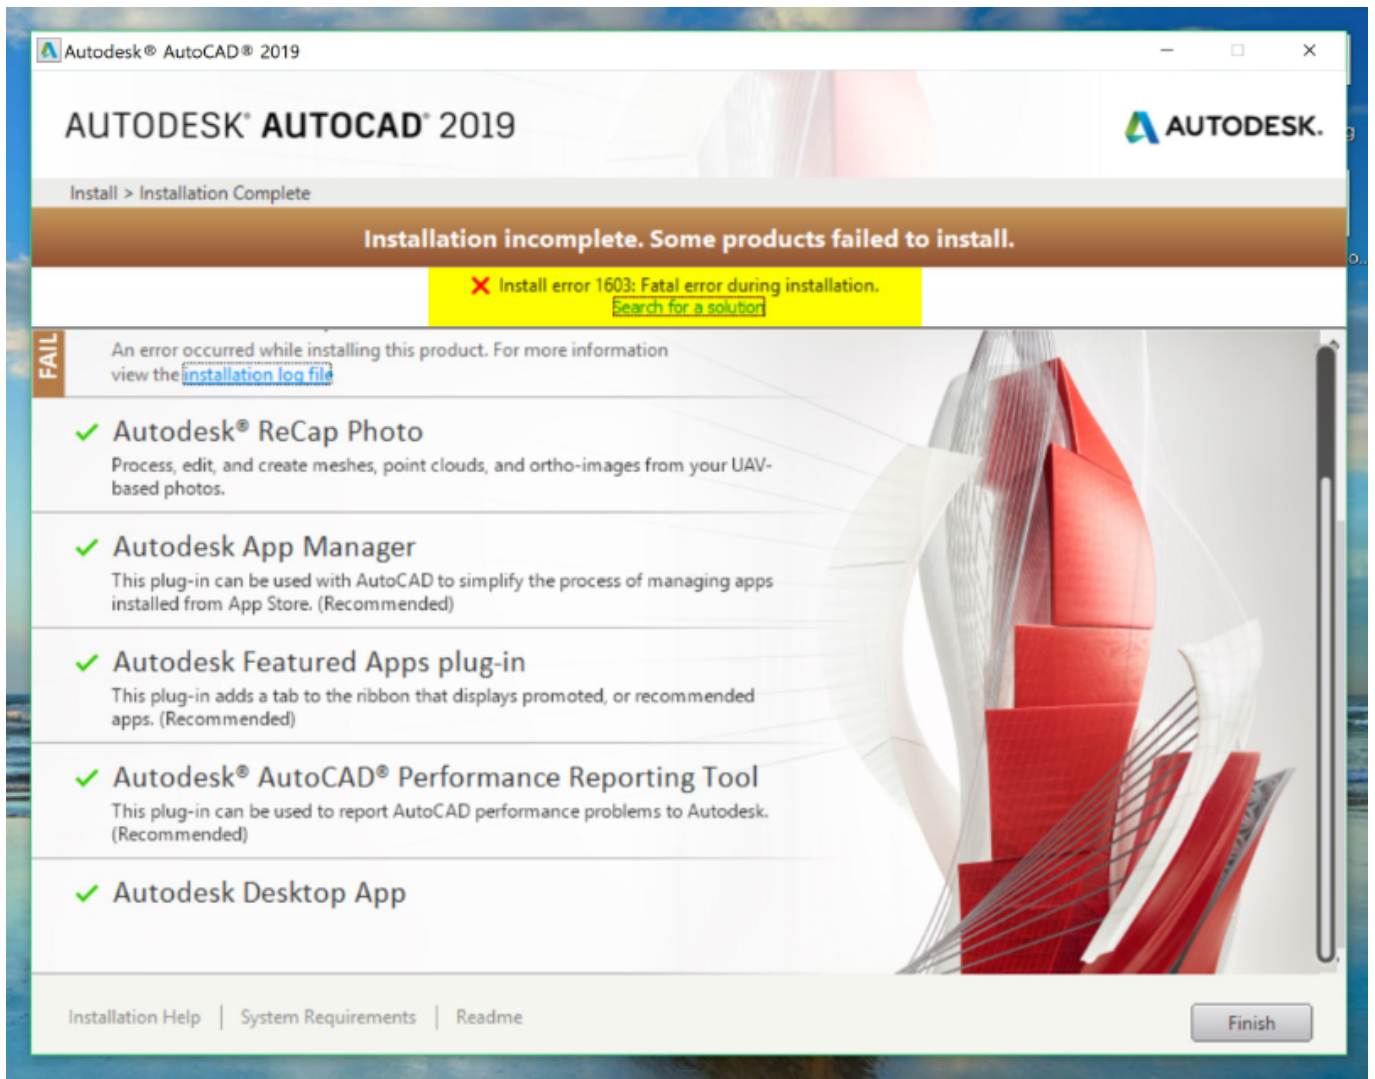 Autodesk® AutoCAD® 2019
AUTODESK® AUTOCAD® 2019
AUTODESK.
Install > Installation Complete
Installation incomplete. Some products failed to install.
Install error 1603: Fatal error during installation.
Search for a solution
FAIL
An error occurred while installing this product. For more information
view the installation log file
Autodesk® ReCap Photo
Process, edit, and create meshes, point clouds, and ortho-images from your UAV-
based photos.
Autodesk App Manager
This plug-in can be used with AutoCAD to simplify the process of managing apps
installed from App Store. (Recommended)
Autodesk Featured Apps plug-in
This plug-in adds a tab to the ribbon that displays promoted, or recommended
apps. (Recommended)
Autodesk® AutoCAD® Performance Reporting Tool
This plug-in can be used to report AutoCAD performance problems to Autodesk.
(Recommended)
Autodesk Desktop App
Installation Help | System Requirements | Readme
Finish